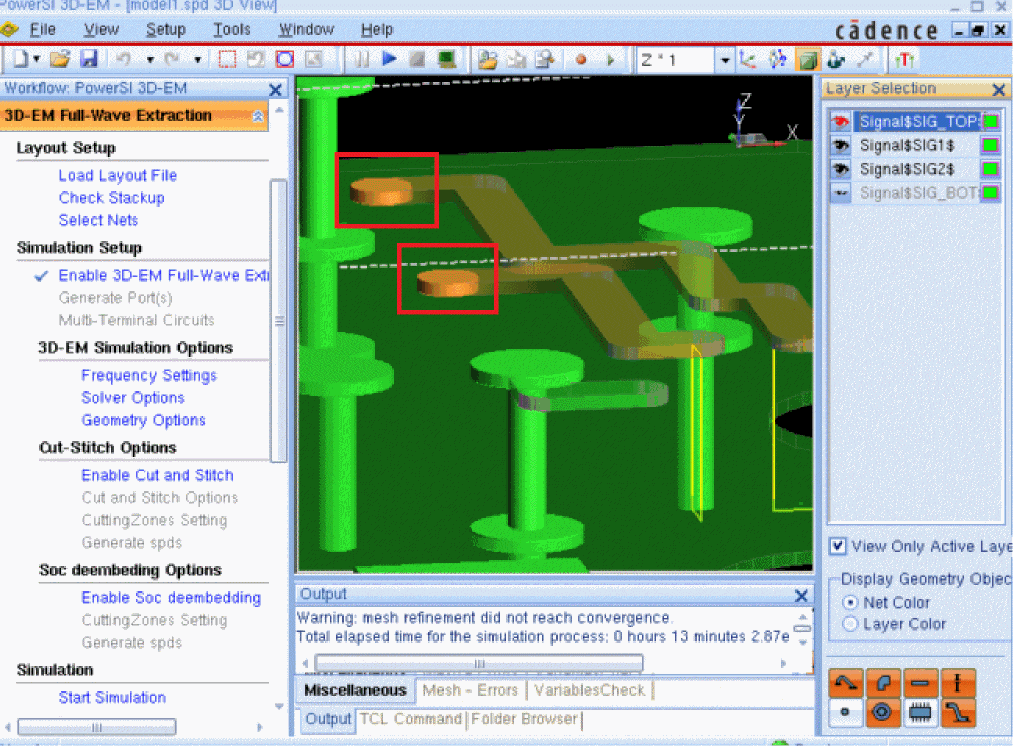 PowerSI 3D-EM - [model1.spd 3D View]
File View Setup Tools Window Help
cādence
Z * 1
Workflow: PowerSI 3D-EM
3D-EM Full-Wave Extraction
Layout Setup
Load Layout File
Check Stackup
Select Nets
Simulation Setup
Enable 3D-EM Full-Wave Ext
Generate Port(s)
Multi-Terminal Circuits
3D-EM Simulation Options
Frequency Settings
Solver Options
Geometry Options
Cut-Stitch Options
Enable Cut and Stitch
Cut and Stitch Options
CuttingZones Setting
Generate spds
Soc deembeding Options
Enable Soc deembedding
CuttingZones Setting
Generate spds
Simulation
Start Simulation
Z
Y
X
Output
Warning: mesh refinement did not reach convergence.
Total elapsed time for the simulation process: 0 hours 13 minutes 2.87e
Miscellaneous Mesh - Errors VariablesCheck
Output TCL Command Folder Browser
Layer Selection
Signal$SIG_TOP$
Signal$SIG1$
Signal$SIG2$
Signal$SIG_BOT$
View Only Active Laye
Display Geometry Objec
Net Color
Layer Color